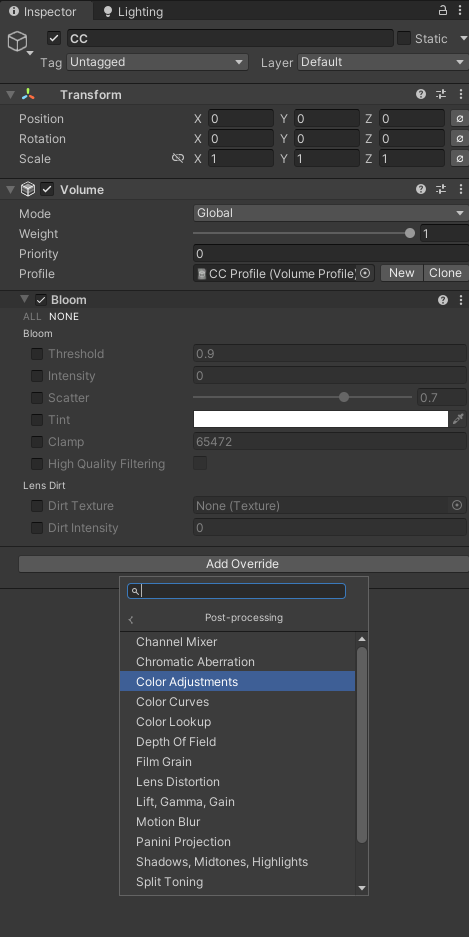 Inspector Lighting
CC Static
Tag Untagged Layer Default
Transform
Position X 0 Y 0 Z 0
Rotation X 0 Y 0 Z 0
Scale X 1 Y 1 Z 1
Volume
Mode Global
Weight 1
Priority 0
Profile CC Profile (Volume Profile) New Clone
Bloom
ALL NONE
Bloom
Threshold 0.9
Intensity 0
Scatter 0.7
Tint
Clamp 65472
High Quality Filtering
Lens Dirt
Dirt Texture None (Texture)
Dirt Intensity 0
Add Override
Post-processing
Channel Mixer
Chromatic Aberration
Color Adjustments
Color Curves
Color Lookup
Depth Of Field
Film Grain
Lens Distortion
Lift, Gamma, Gain
Motion Blur
Panini Projection
Shadows, Midtones, Highlights
Split Toning